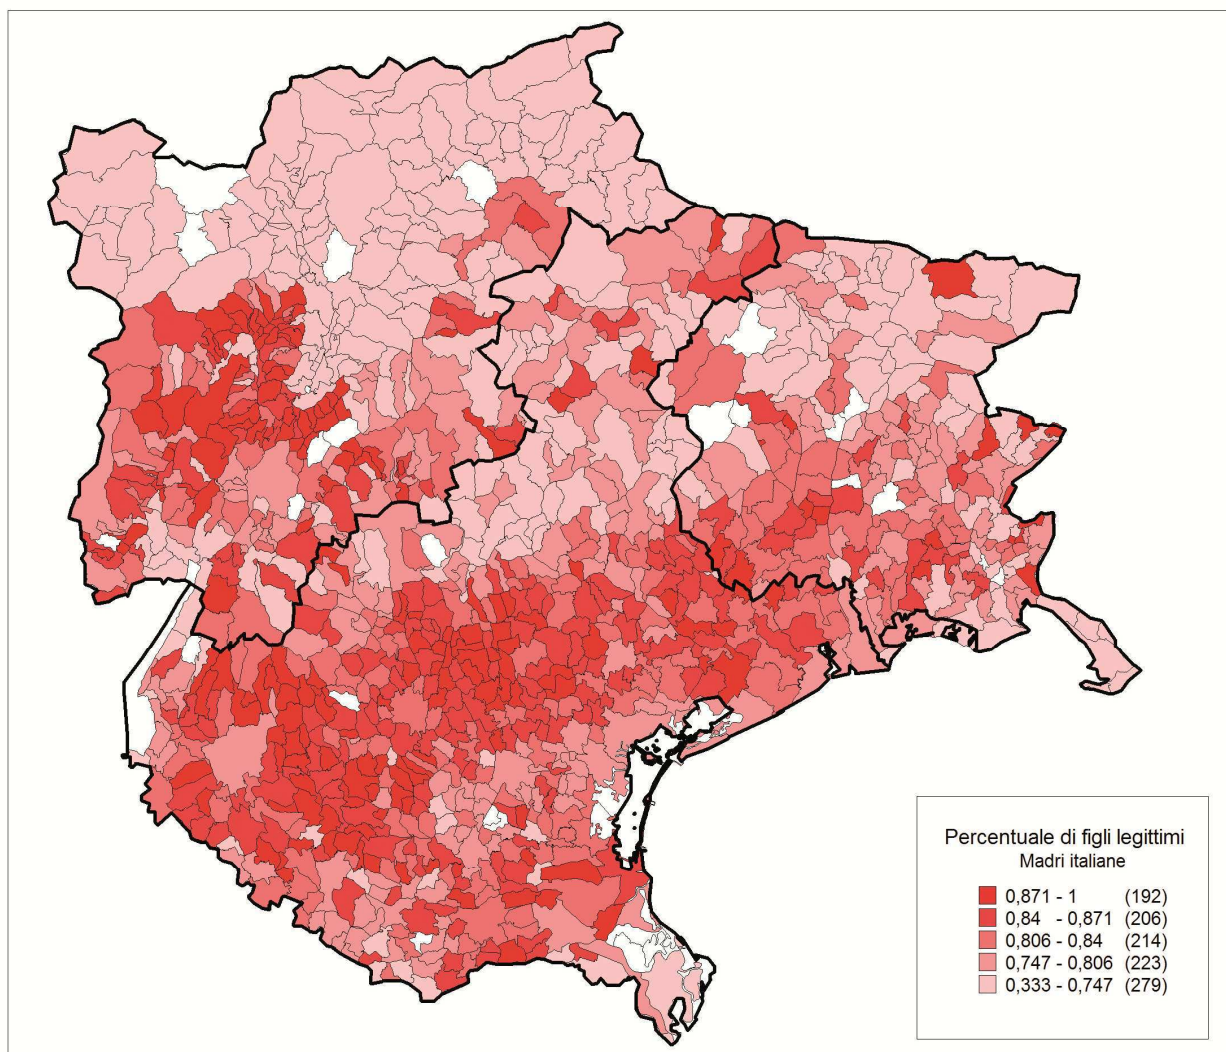 Percentuale di figli legittimi
Madri italiane
0,871 - 1 (192)
0,84 - 0,871 (206)
0,806 - 0,84 (214)
0,747 - 0,806 (223)
0,333 - 0,747 (279)